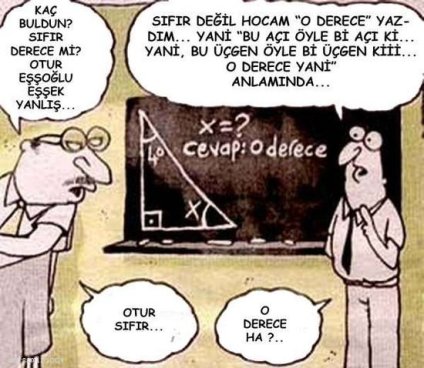 KAÇ
BULDUN?
SIFIR
DERECE Mİ?
OTUR
EŞŞOĞLU
EŞŞEK
YANLIŞ...
SIFIR DEĞİL HOCAM "O DERECE" YAZ-
DIM... YANİ "BU AÇI ÖYLE Bİ AÇI Kİ...
YANİ, BU ÜÇGEN ÖYLE Bİ ÜÇGEN Kİİİ...
O DERECE YANİ"
ANLAMINDA...
x=?
cevap: 0 derece
X
OTUR
SIFIR...
O
DERECE
HA ?..